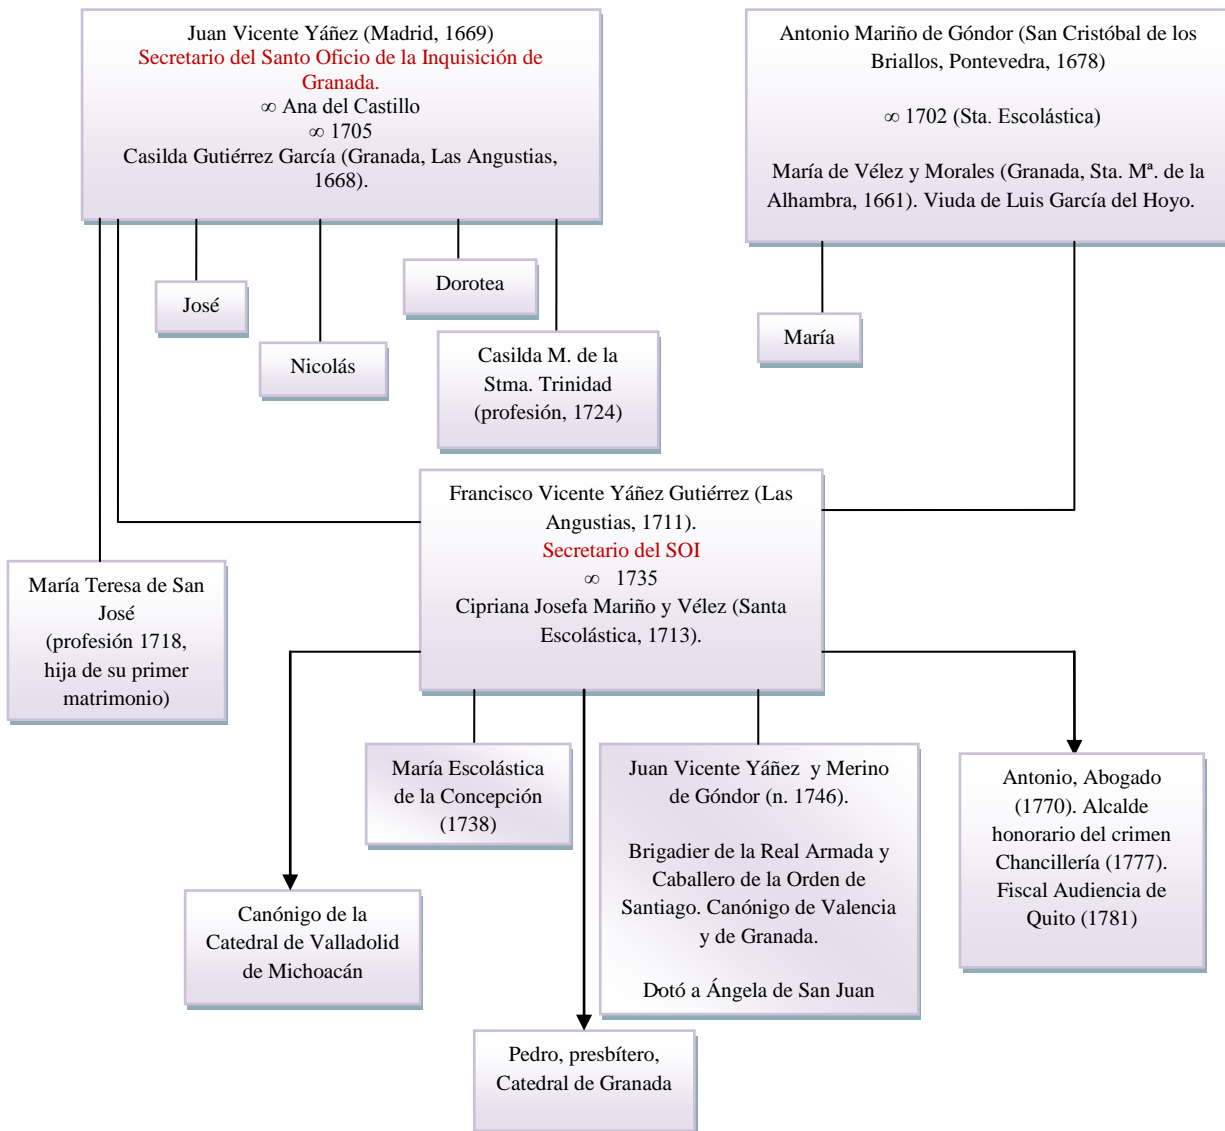 Juan Vicente Yáñez (Madrid, 1669)
Secretario del Santo Oficio de la Inquisición de
Granada.
∞ Ana del Castillo
∞ 1705
Casilda Gutiérrez García (Granada, Las Angustias,
1668).
Antonio Mariño de Góndor (San Cristóbal de los
Briallos, Pontevedra, 1678)
∞ 1702 (Sta. Escolástica)
María de Vélez y Morales (Granada, Sta. Mª. de la
Alhambra, 1661). Viuda de Luis García del Hoyo.
José
Nicolás
Dorotea
Casilda M. de la
Stma. Trinidad
(profesión, 1724)
María
Francisco Vicente Yáñez Gutiérrez (Las
Angustias, 1711).
Secretario del SOI
∞ 1735
Cipriana Josefa Mariño y Vélez (Santa
Escolástica, 1713).
María Teresa de San
José
(profesión 1718,
hija de su primer
matrimonio)
María Escolástica
de la Concepción
(1738)
Juan Vicente Yáñez y Merino
de Góndor (n. 1746).
Brigadier de la Real Armada y
Caballero de la Orden de
Santiago. Canónigo de Valencia
y de Granada.
Dotó a Ángela de San Juan
Antonio, Abogado
(1770). Alcalde
honorario del crimen
Chancillería (1777).
Fiscal Audiencia de
Quito (1781)
Canónigo de la
Catedral de Valladolid
de Michoacán
Pedro, presbítero,
Catedral de Granada